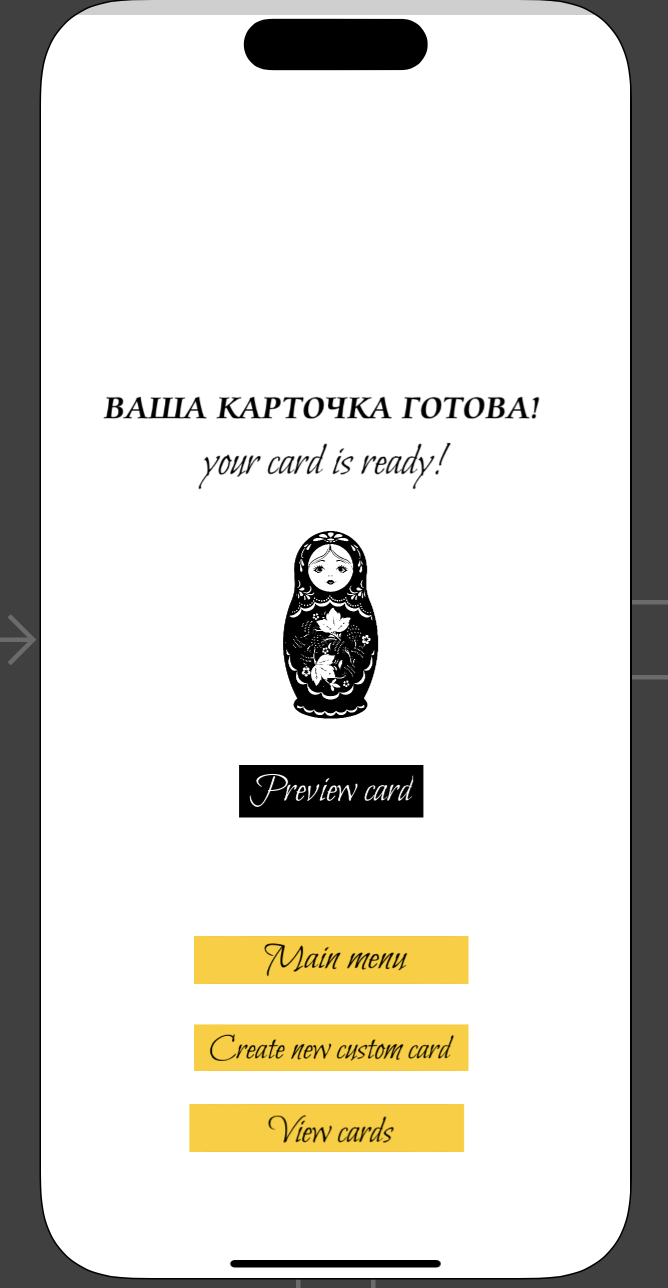 ВАША КАРТОЧКА ГОТОВА!
your card is ready!
Preview card
Main menu
Create new custom card
View cards